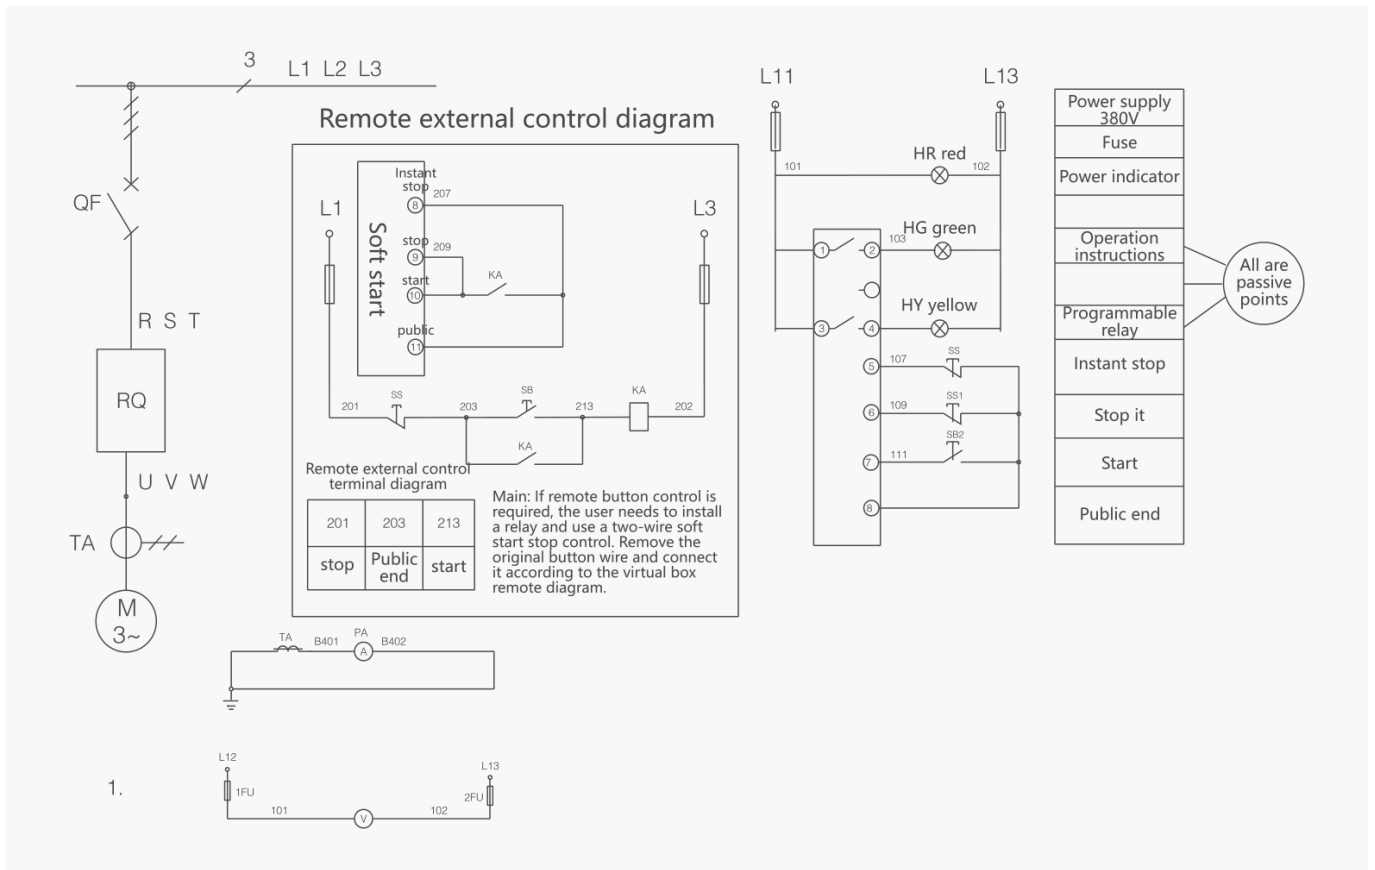 3
L1 L2 L3
QF
R S T
RQ
U V W
TA
M
3~
Remote external control diagram
L1
L3
Soft start
Instant
stop
8
207
stop
9
209
start
10
KA
public
11
201
SS
203
SB
213
KA
202
KA
Remote external control
terminal diagram
201 203 213
stop Public end start
Main: If remote button control is
required, the user needs to install
a relay and use a two-wire soft
start stop control. Remove the
original button wire and connect
it according to the virtual box
remote diagram.
L11
L13
101
HR red
102
1
2
103
HG green
3
4
HY yellow
5
107
SS
6
109
SS1
7
111
SB2
8
Power supply
380V
Fuse
Power indicator
Operation
instructions
Programmable
relay
Instant stop
Stop it
Start
Public end
All are
passive
points
TA
B401
PA
A
B402
1.
L12
1FU
101
V
102
2FU
L13